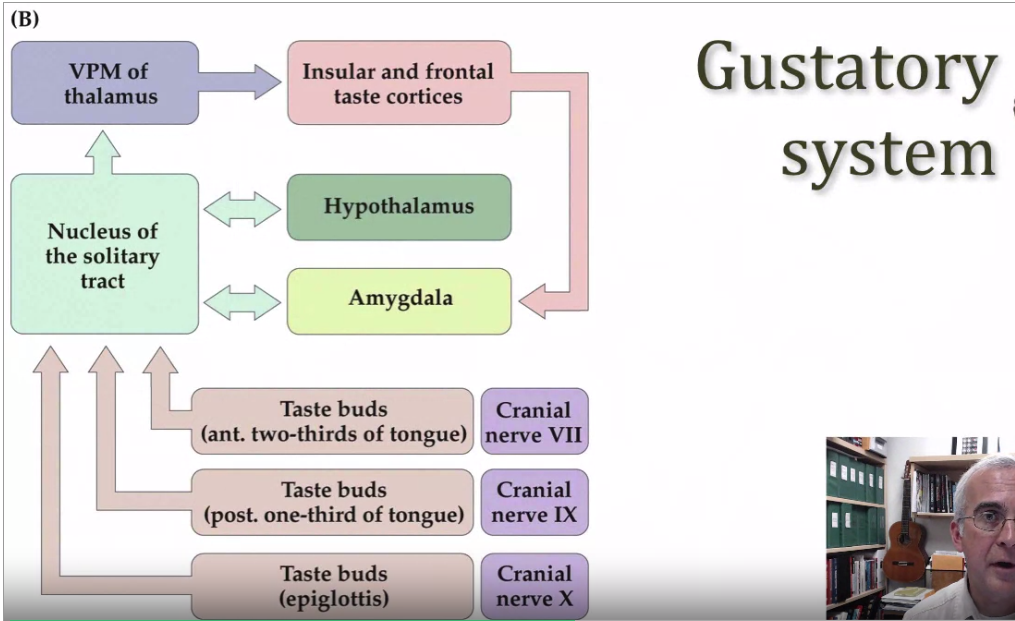 (B)
Gustatory
system
VPM of
thalamus
Insular and frontal
taste cortices
Nucleus of
the solitary
tract
Hypothalamus
Amygdala
Taste buds
(ant. two-thirds of tongue)
Cranial
nerve VII
Taste buds
(post. one-third of tongue)
Cranial
nerve IX
Taste buds
(epiglottis)
Cranial
nerve X